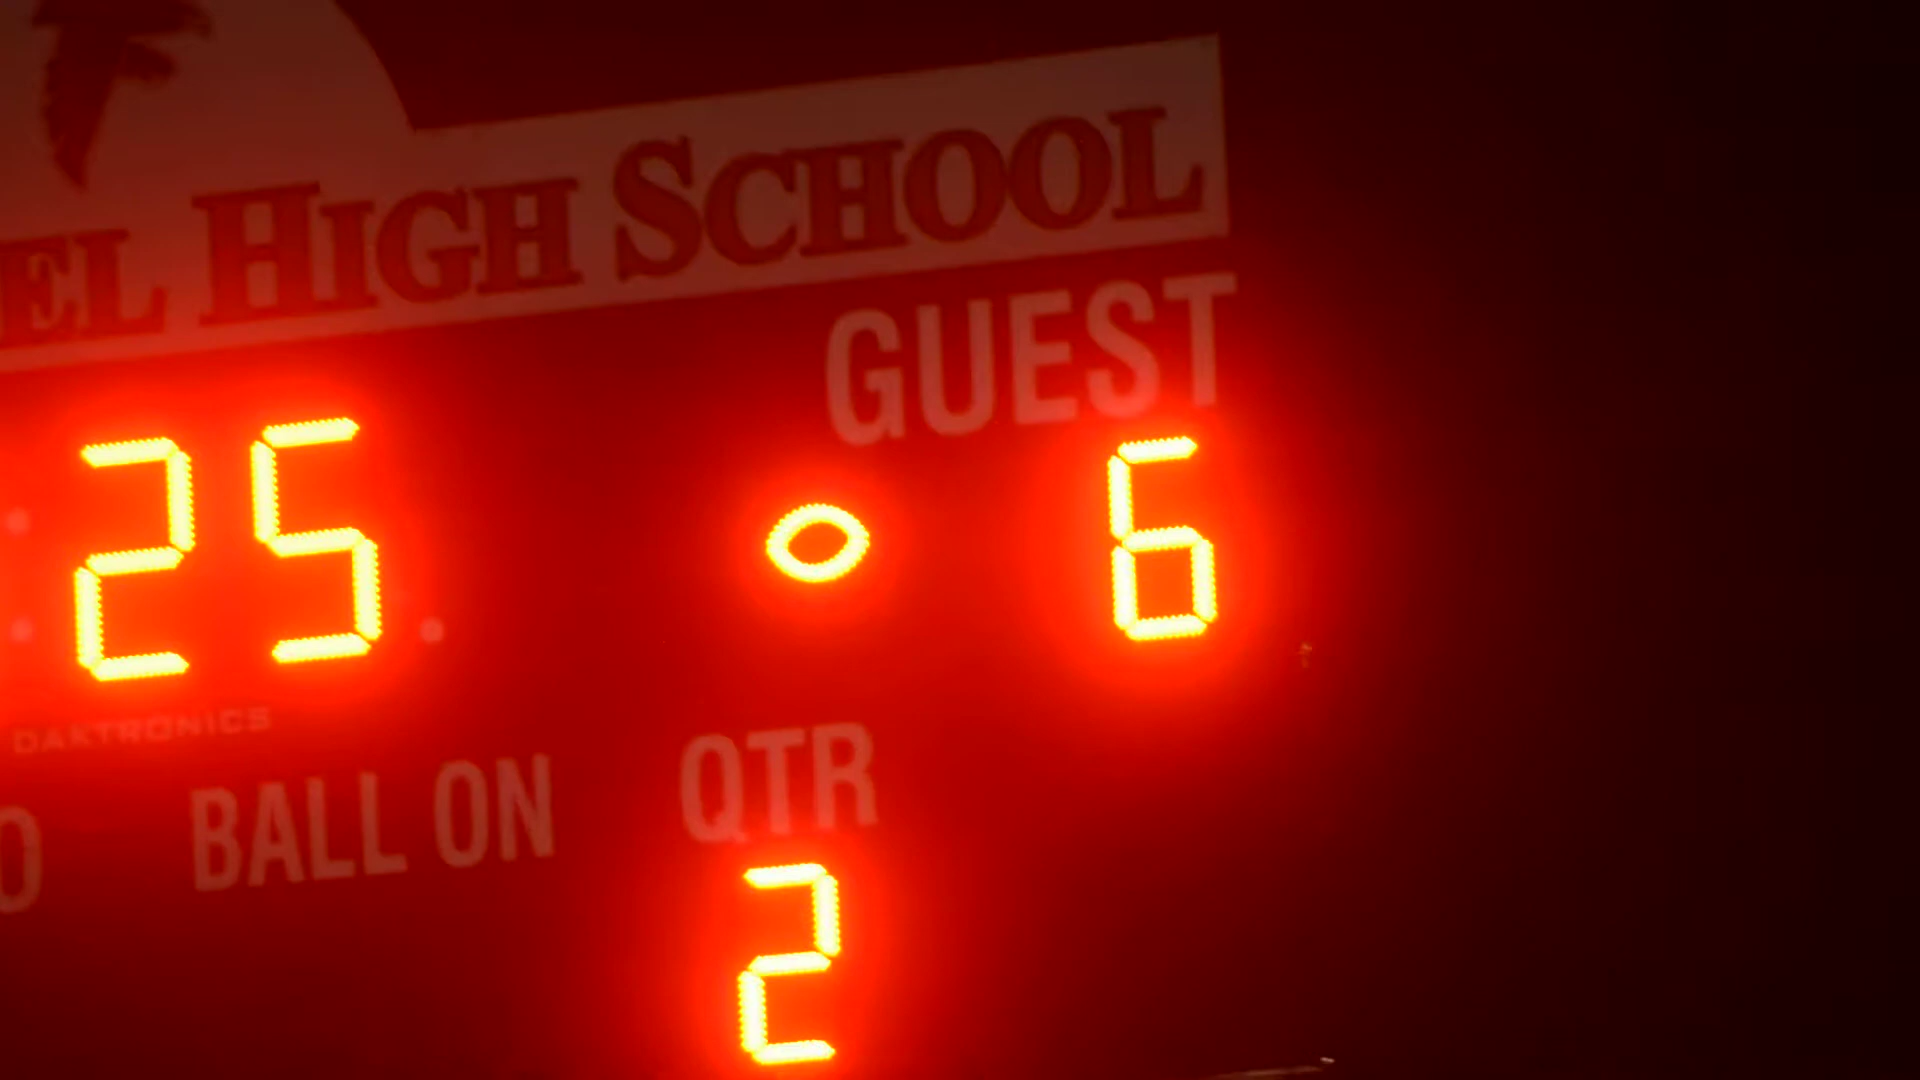 EL HIGH SCHOOL
GUEST
25 6
DAKTRONICS
BALL ON QTR
2